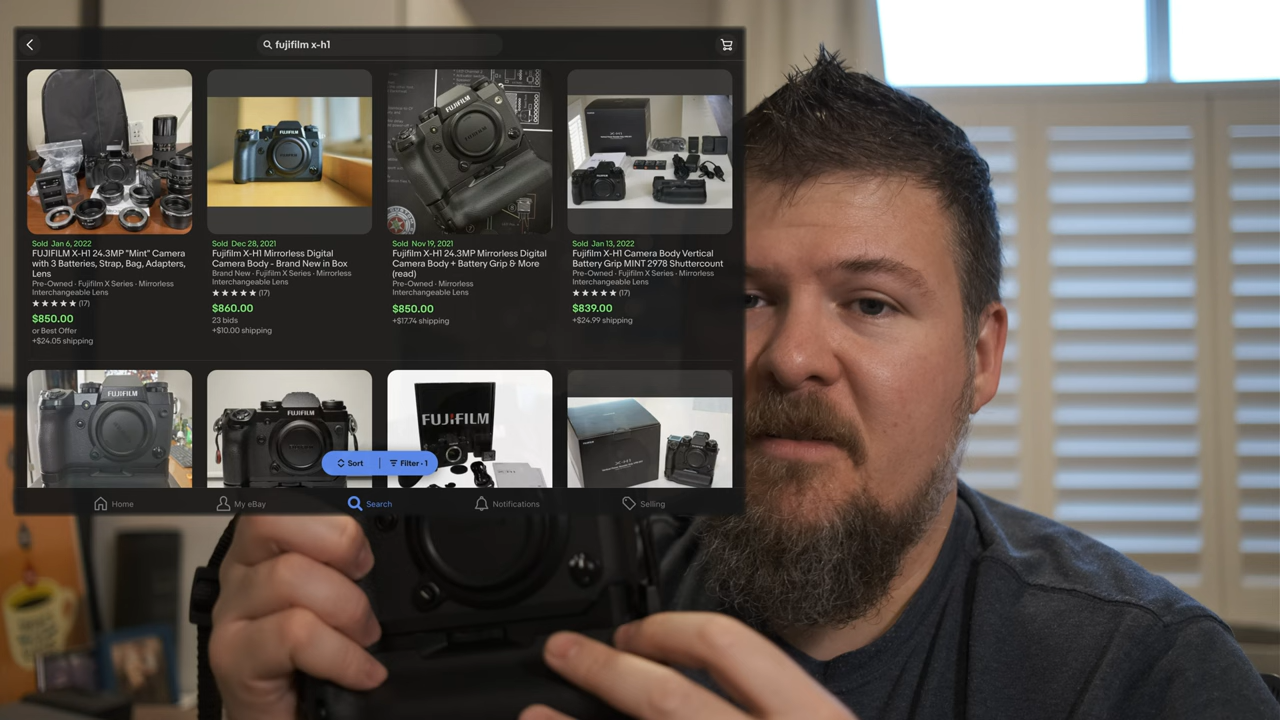 fujifilm x-h1
FUJIFILM
FUJIFILM
Sold Jan 6, 2022
FUJIFILM X-H1 24.3MP "Mint" Camera
with 3 Batteries, Strap, Bag, Adapters,
Lens
Pre-Owned · Fujifilm X Series · Mirrorless
Interchangeable Lens
(17)
$850.00
or Best Offer
+$24.05 shipping
Sold Dec 28, 2021
Fujifilm X-H1 Mirrorless Digital
Camera Body - Brand New in Box
Brand New · Fujifilm X Series · Mirrorless
Interchangeable Lens
(17)
$860.00
23 bids
+$10.00 shipping
Sold Nov 19, 2021
Fujifilm X-H1 24.3MP Mirrorless Digital
Camera Body + Battery Grip & More
(read)
Pre-Owned · Mirrorless
Interchangeable Lens
$850.00
+$17.74 shipping
Sold Jan 13, 2022
Fujifilm X-H1 Camera Body Vertical
Battery Grip MINT 2978 Shuttercount
Pre-Owned · Fujifilm X Series · Mirrorless
Interchangeable Lens
(17)
$839.00
+$24.99 shipping
FUJIFILM
FUJIFILM
FUJIFILM
Sort
Filter · 1
Home
My eBay
Search
Notifications
Selling